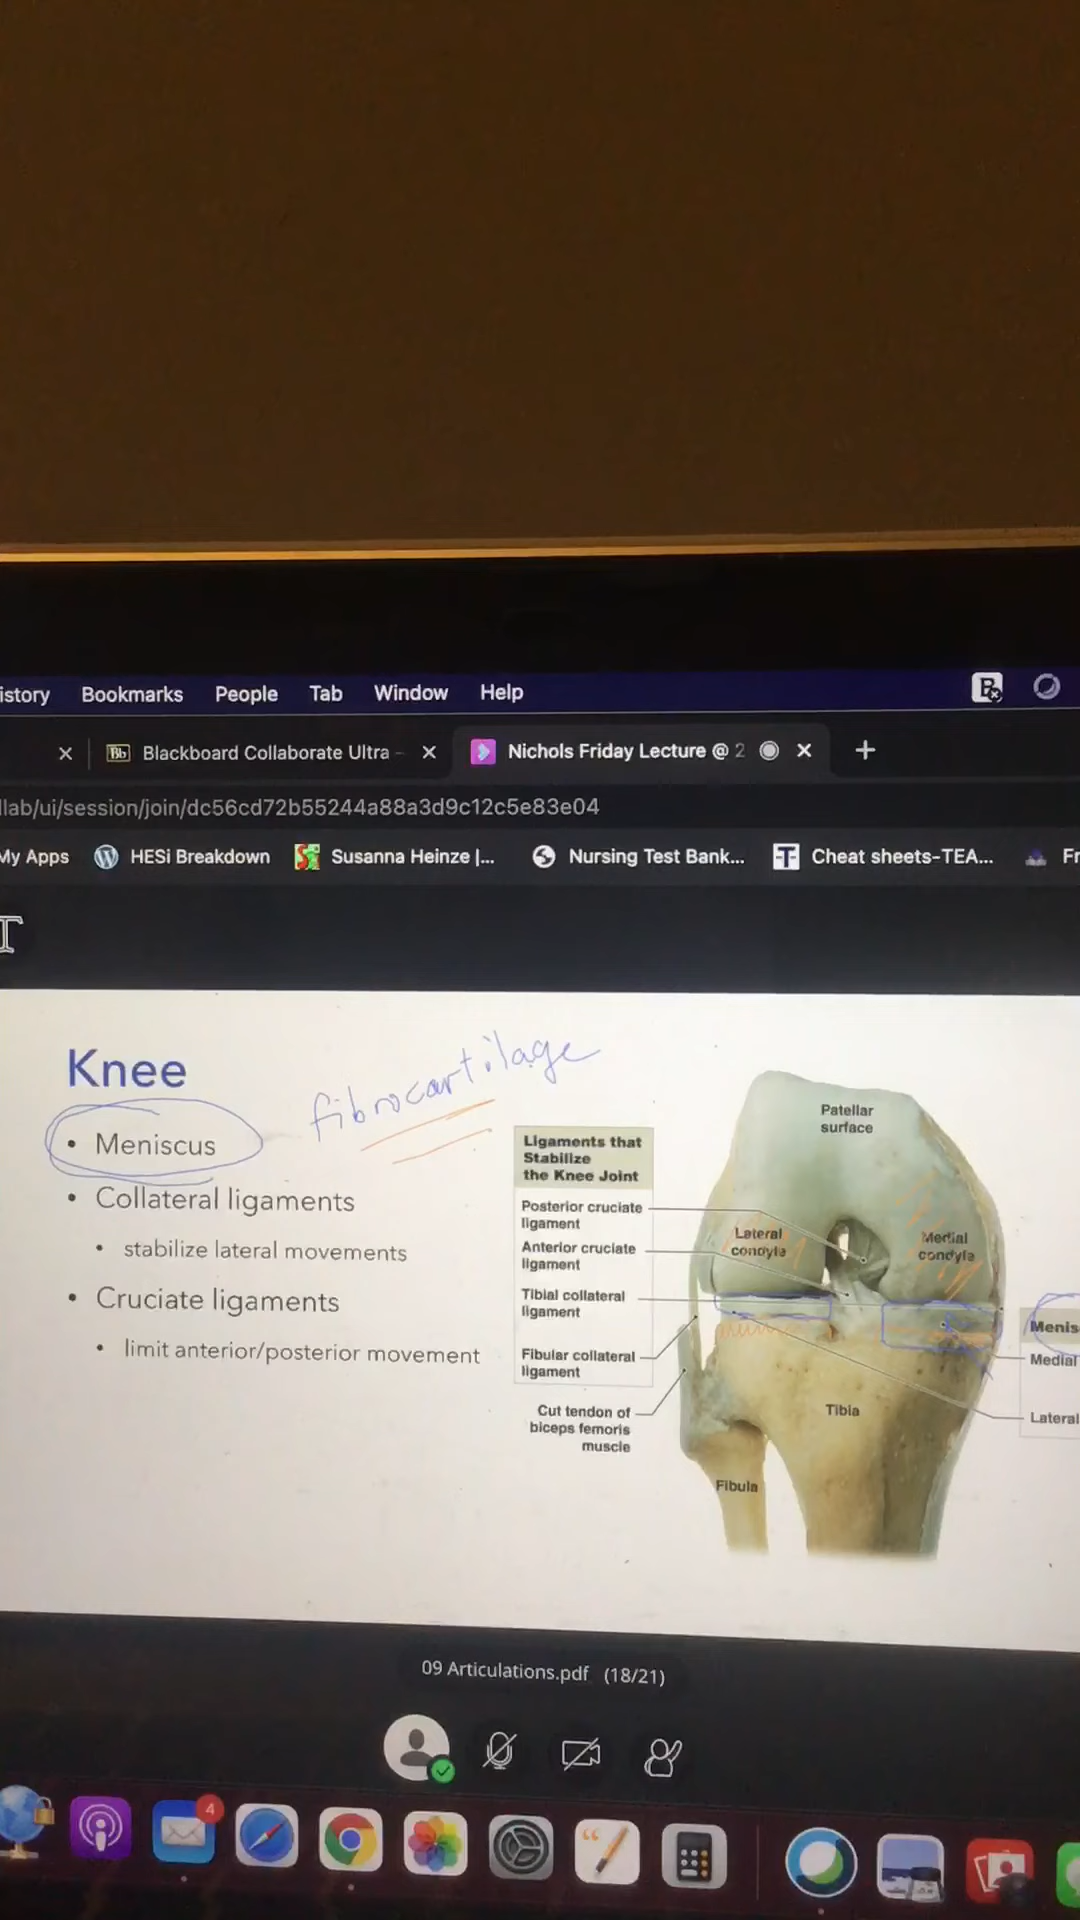 istory Bookmarks People Tab Window Help
Bb Blackboard Collaborate Ultra – Nichols Friday Lecture @ 2
llab/ui/session/join/dc56cd72b55244a88a3d9c12c5e83e04
My Apps HESi Breakdown Susanna Heinze |... Nursing Test Bank... -T- Cheat sheets-TEA... Fr
T
Knee
fibrocartilage
• Meniscus
• Collateral ligaments
• stabilize lateral movements
• Cruciate ligaments
• limit anterior/posterior movement
Ligaments that
Stabilize
the Knee Joint
Posterior cruciate
ligament
Anterior cruciate
ligament
Tibial collateral
ligament
Fibular collateral
ligament
Cut tendon of
biceps femoris
muscle
Patellar
surface
Lateral
condyle
Medial
condyle
Menis
Medial
Lateral
Tibia
Fibula
09 Articulations.pdf (18/21)
4